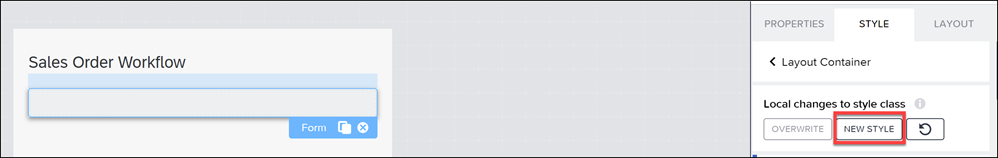 PROPERTIES STYLE LAYOUT
Sales Order Workflow
Layout Container
Form
Local changes to style class
OVERWRITE NEW STYLE